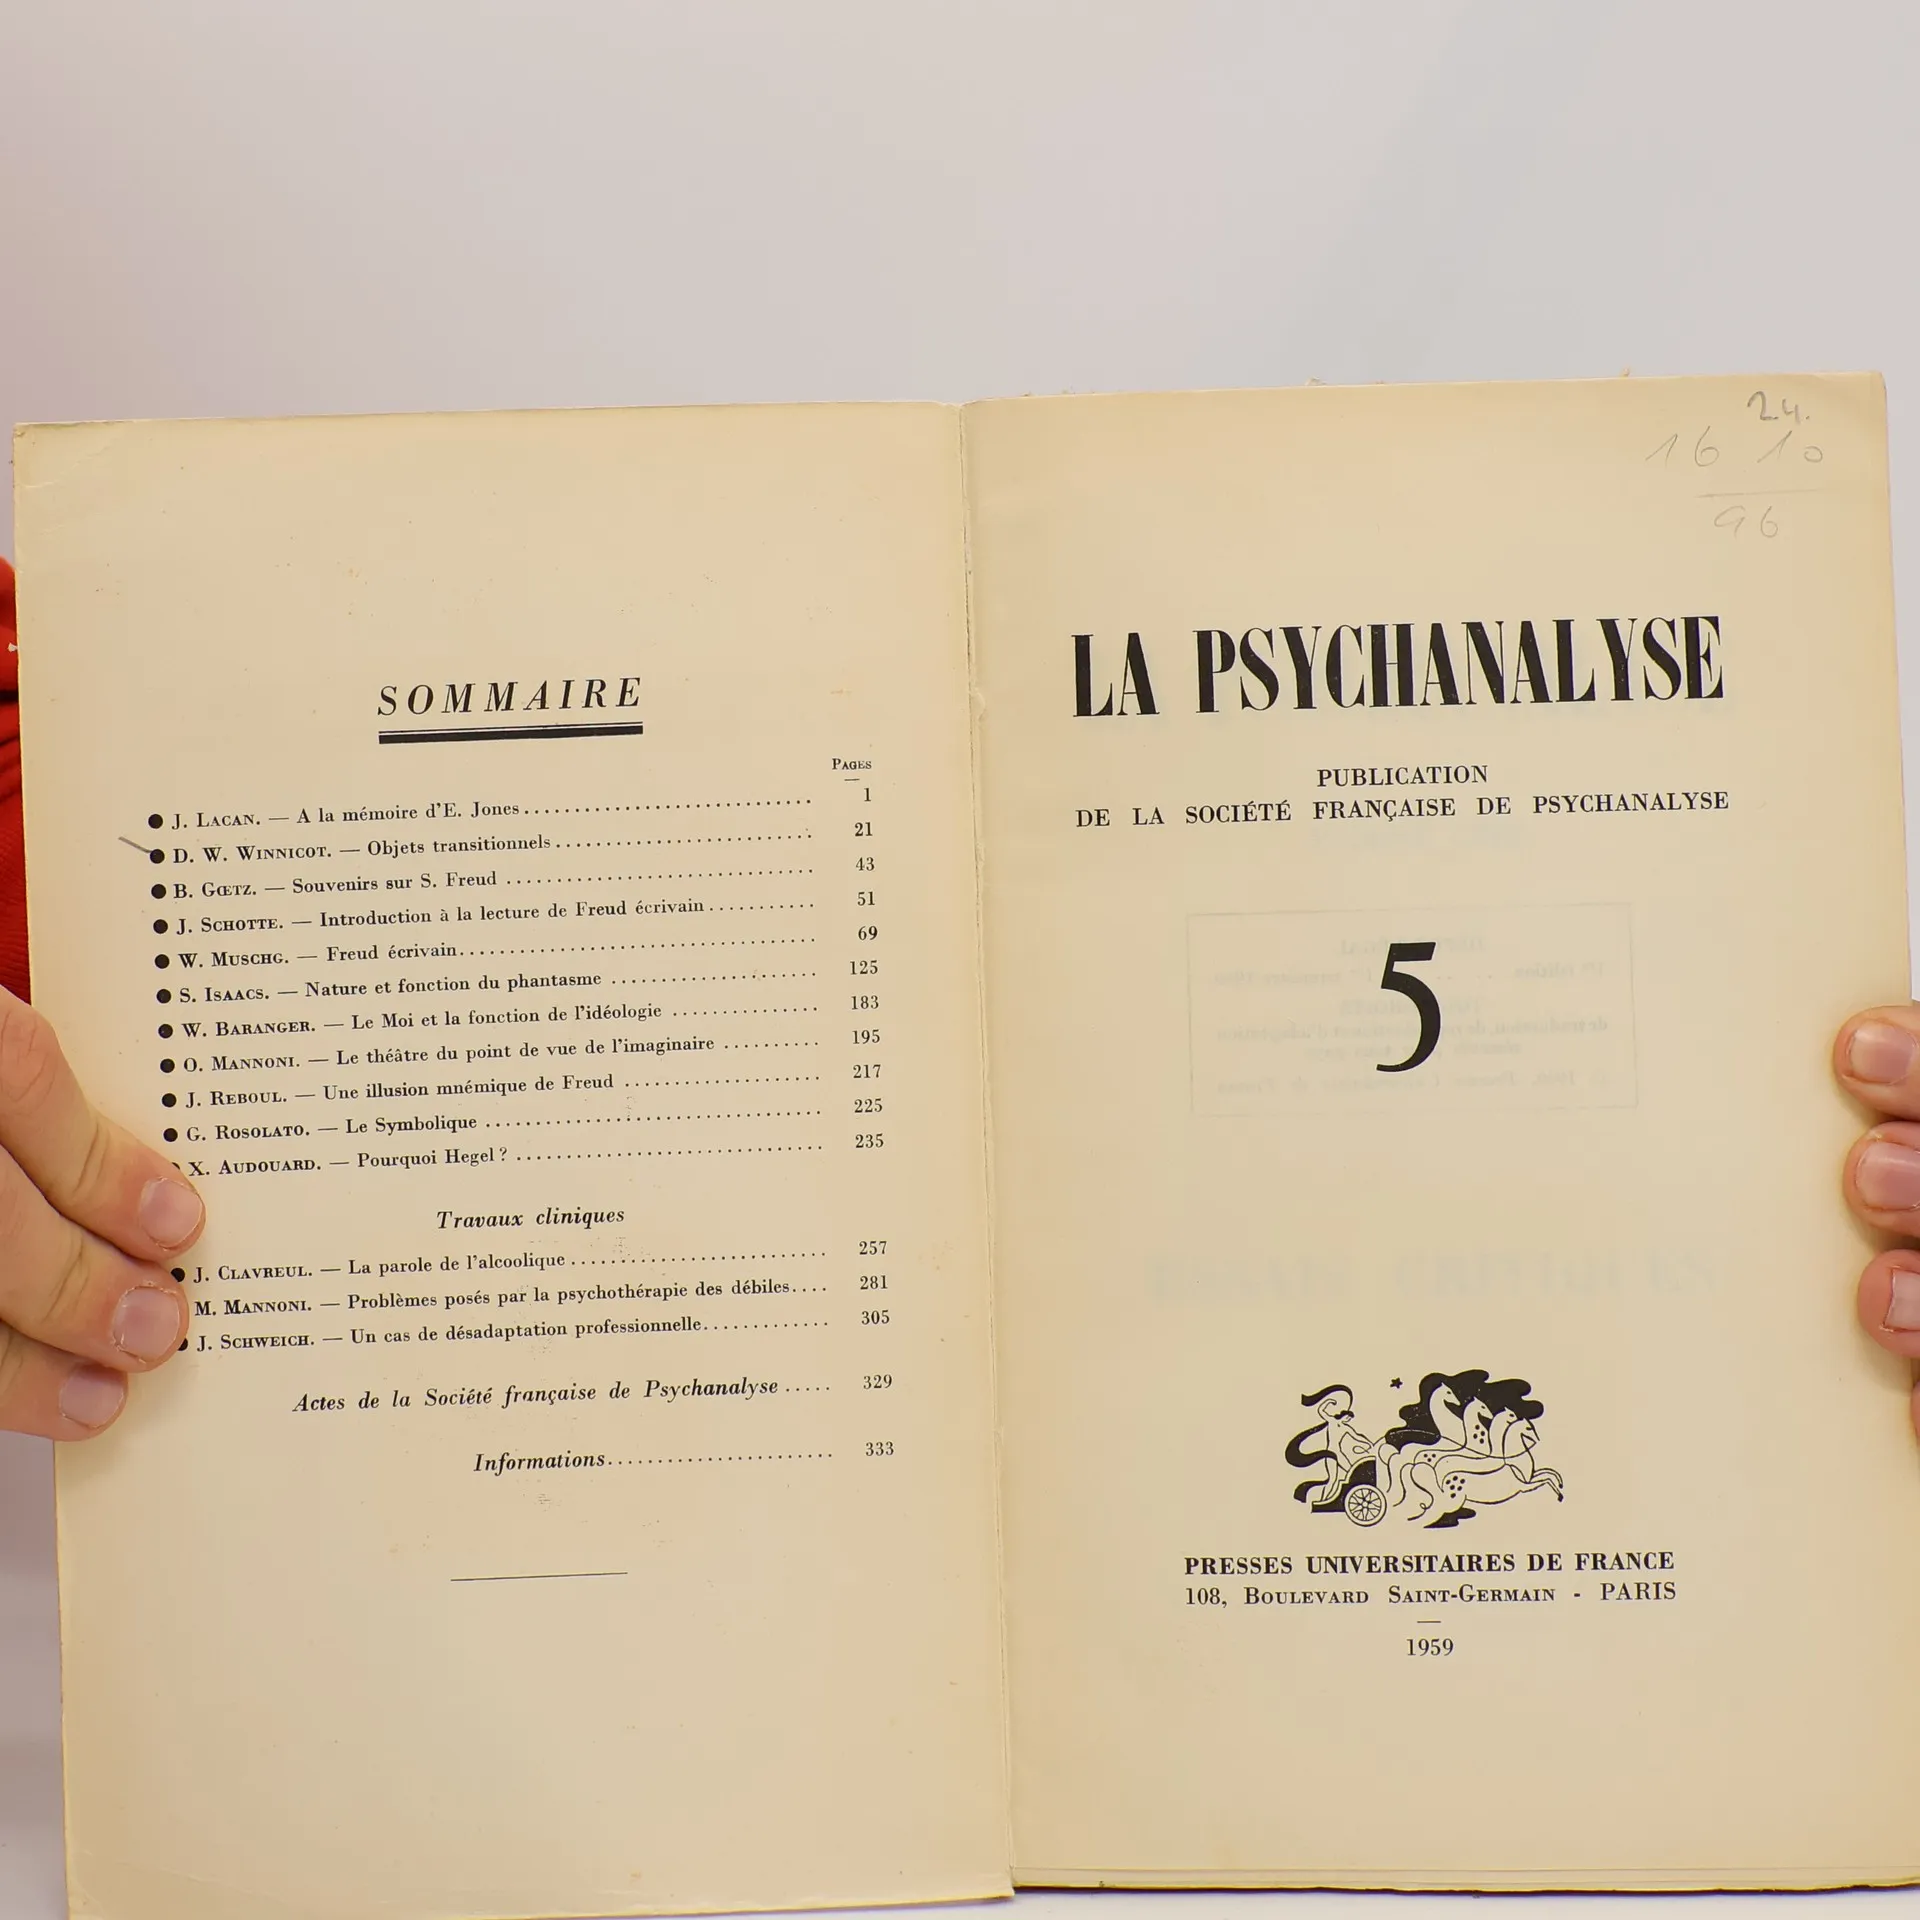 SOMMAIRE
PAGES
J. LACAN. — A la mémoire d'E. Jones 1
D. W. WINNICOT. — Objets transitionnels 21
B. GŒTZ. — Souvenirs sur S. Freud 43
J. SCHOTTE. — Introduction à la lecture de Freud écrivain 51
W. MUSCHG. — Freud écrivain 69
S. ISAACS. — Nature et fonction du phantasme 125
W. BARANGER. — Le Moi et la fonction de l'idéologie 183
O. MANNONI. — Le théâtre du point de vue de l'imaginaire 195
J. REBOUL. — Une illusion mnémique de Freud 217
G. ROSOLATO. — Le Symbolique 225
X. AUDOUARD. — Pourquoi Hegel ? 235
Travaux cliniques
J. CLAVREUL. — La parole de l'alcoolique 257
M. MANNONI. — Problèmes posés par la psychothérapie des débiles 281
J. SCHWEICH. — Un cas de désadaptation professionnelle 305
Actes de la Société française de Psychanalyse 329
Informations 333
24.
16 10
96
LA PSYCHANALYSE
PUBLICATION
DE LA SOCIÉTÉ FRANÇAISE DE PSYCHANALYSE
5
PRESSES UNIVERSITAIRES DE FRANCE
108, BOULEVARD SAINT-GERMAIN - PARIS
1959